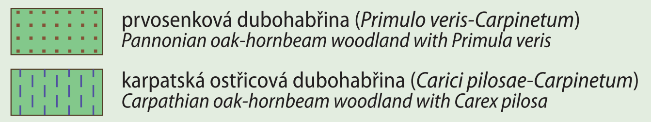 prvosenková dubohabřina (Primulo veris-Carpinetum)
Pannonian oak-hornbeam woodland with Primula veris
karpatská ostřicová dubohabřina (Carici pilosae-Carpinetum)
Carpathian oak-hornbeam woodland with Carex pilosa